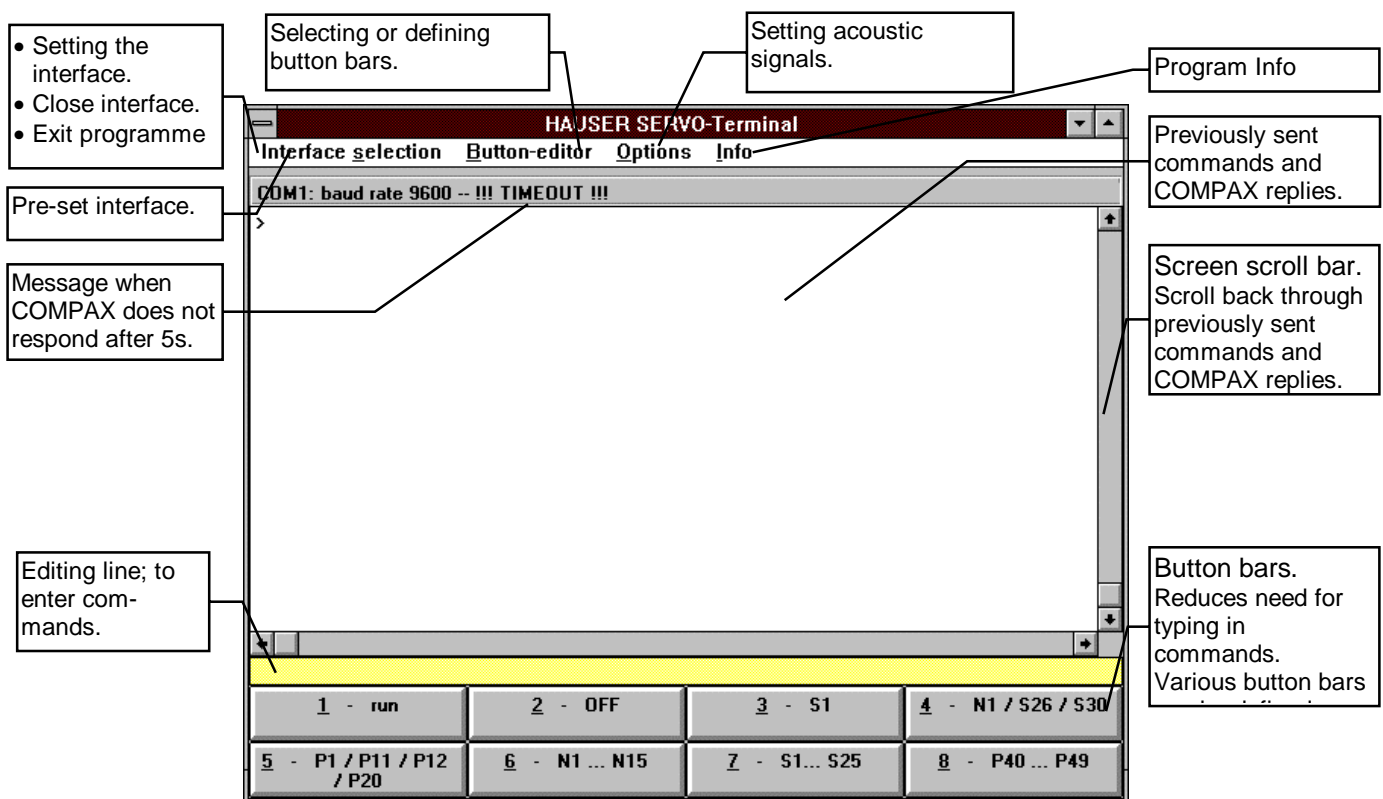 • Setting the
interface.
• Close interface.
• Exit programme
Selecting or defining
button bars.
Setting acoustic
signals.
Program Info
Pre-set interface.
Previously sent
commands and
COMPAX replies.
Message when
COMPAX does not
respond after 5s.
Screen scroll bar.
Scroll back through
previously sent
commands and
COMPAX replies.
Editing line; to
enter com-
mands.
Button bars.
Reduces need for
typing in
commands.
Various button bars
HAUSER SERVO-Terminal
Interface selection Button-editor Options Info
COM1: baud rate 9600 -- !!! TIMEOUT !!!
>
1 - run
2 - OFF
3 - S1
4 - N1 / S26 / S30
5 - P1 / P11 / P12
/ P20
6 - N1 ... N15
7 - S1... S25
8 - P40 ... P49